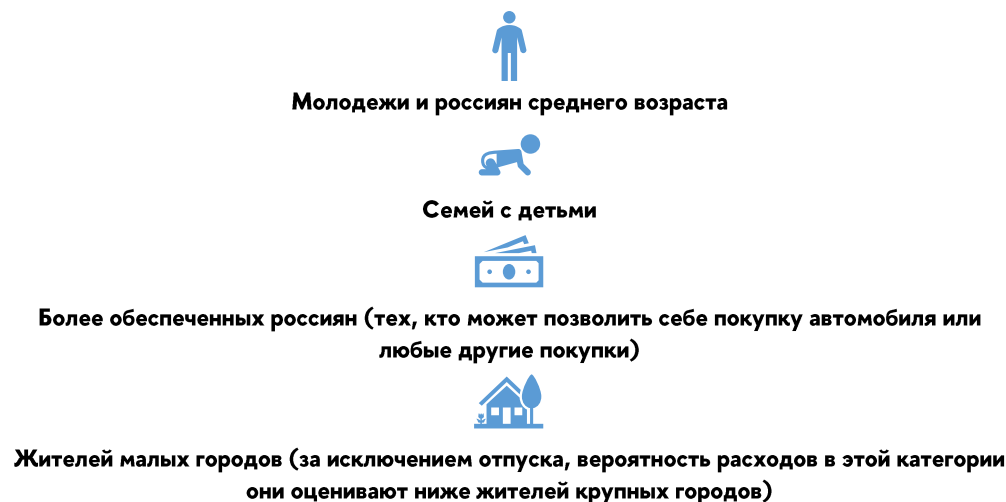 Молодежи и россиян среднего возраста
Семей с детьми
Более обеспеченных россиян (тех, кто может позволить себе покупку автомобиля или
любые другие покупки)
Жителей малых городов (за исключением отпуска, вероятность расходов в этой категории
они оценивают ниже жителей крупных городов)